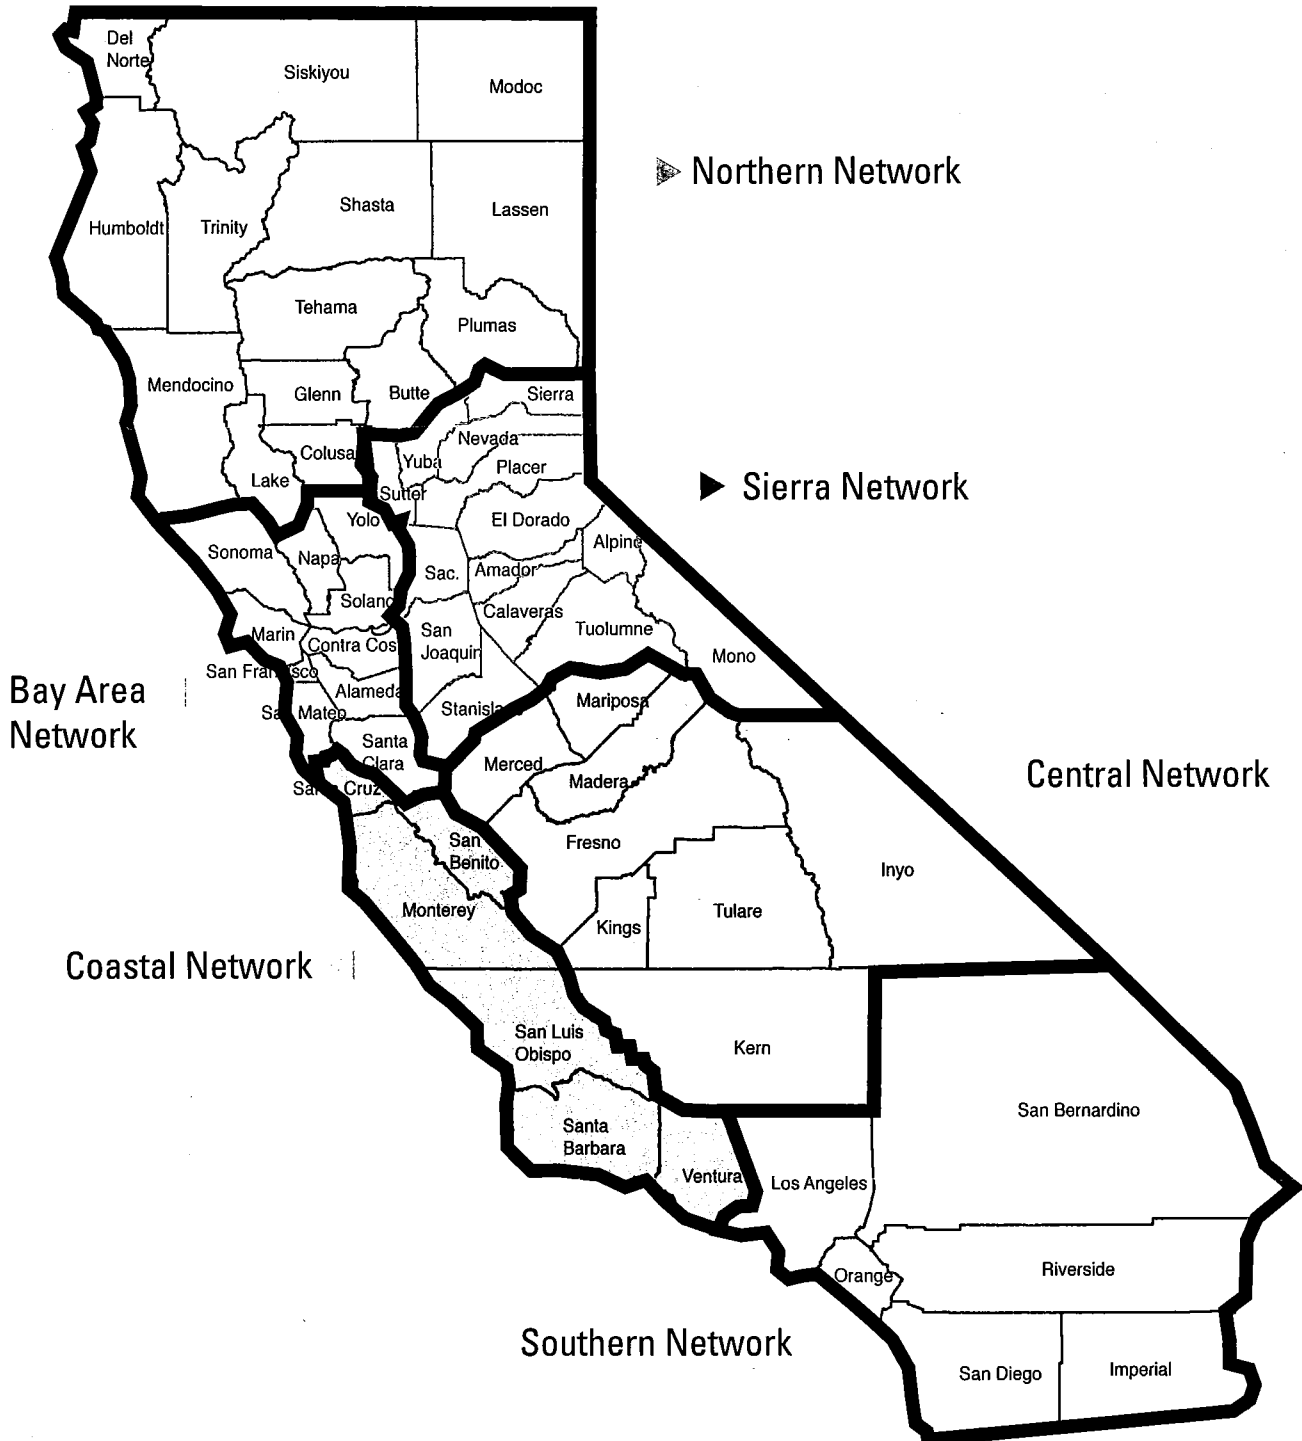 Del
Norte
Siskiyou
Modoc
Northern Network
Shasta
Lassen
Humboldt
Trinity
Tehama
Plumas
Mendocino
Glenn
Butte
Sierra
Nevada
Colusa
Yuba
Placer
Lake
Sutter
Sierra Network
Yolo
El Dorado
Sonoma
Napa
Alpine
Sac.
Amador
Solano
Calaveras
Marin
San
Joaquin
Tuolumne
Contra Cos
Mono
San Francisco
Bay Area
Network
Alameda
Mariposa
San Mateo
Stanisla
Santa
Clara
Merced
Madera
Central Network
Santa Cruz
San
Benito
Fresno
Inyo
Monterey
Kings
Tulare
Coastal Network
San Luis
Obispo
Kern
San Bernardino
Santa
Barbara
Ventura
Los Angeles
Orange
Riverside
Southern Network
San Diego
Imperial